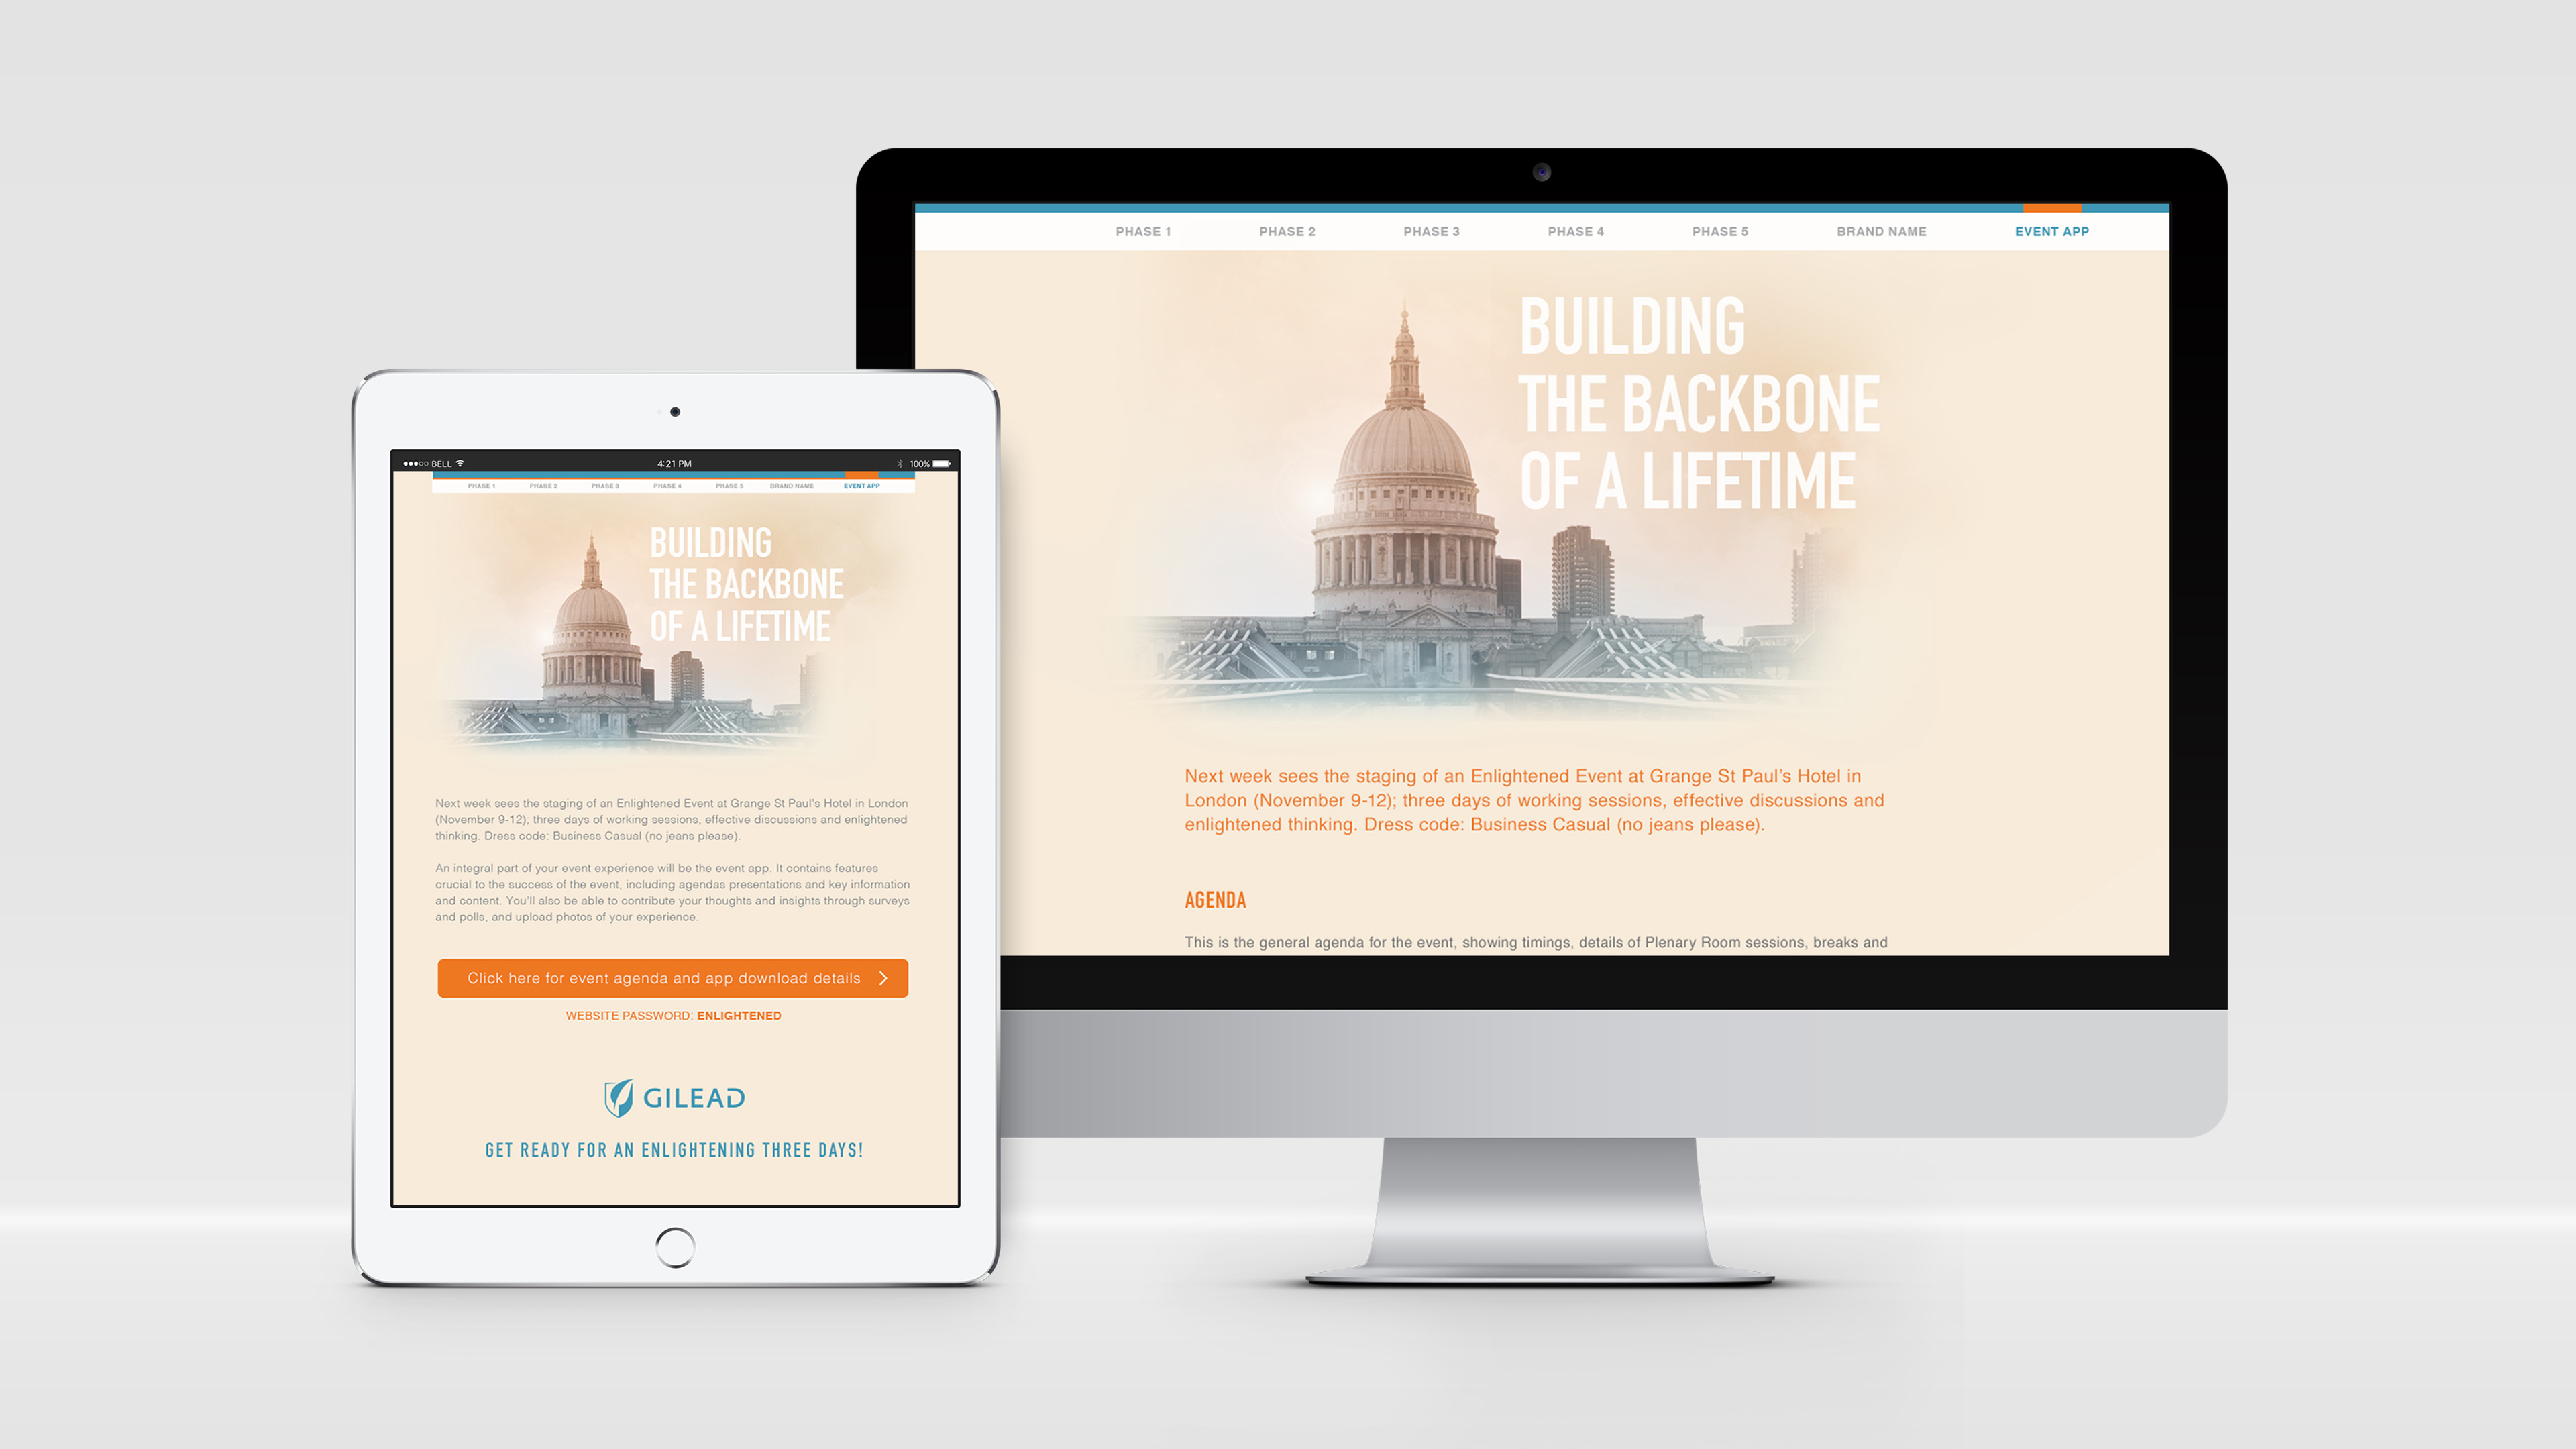 PHASE 1 PHASE 2 PHASE 3 PHASE 4 PHASE 5 BRAND NAME EVENT APP
BUILDING
THE BACKBONE
OF A LIFETIME
Next week sees the staging of an Enlightened Event at Grange St Paul's Hotel in
London (November 9-12); three days of working sessions, effective discussions and
enlightened thinking. Dress code: Business Casual (no jeans please).
AGENDA
This is the general agenda for the event, showing timings, details of Plenary Room sessions, breaks and
BELL 4:21 PM 100%
PHASE 1 PHASE 2 PHASE 3 PHASE 4 PHASE 5 BRAND NAME EVENT APP
BUILDING
THE BACKBONE
OF A LIFETIME
Next week sees the staging of an Enlightened Event at Grange St Paul's Hotel in London
(November 9-12); three days of working sessions, effective discussions and enlightened
thinking. Dress code: Business Casual (no jeans please).
An integral part of your event experience will be the event app. It contains features
crucial to the success of the event, including agendas presentations and key information
and content. You'll also be able to contribute your thoughts and insights through surveys
and polls, and upload photos of your experience.
Click here for event agenda and app download details
WEBSITE PASSWORD: ENLIGHTENED
GILEAD
GET READY FOR AN ENLIGHTENING THREE DAYS!